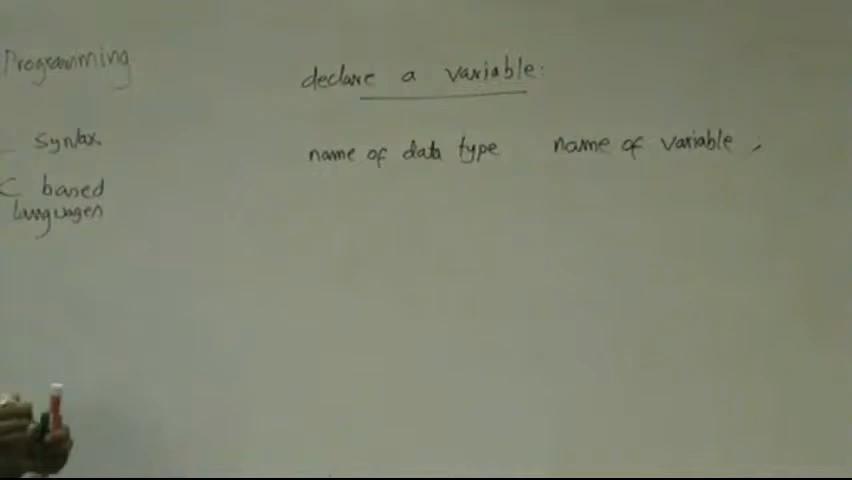 Programming
declare a variable:
Syntax
name of data type name of variable ;
C based
languages